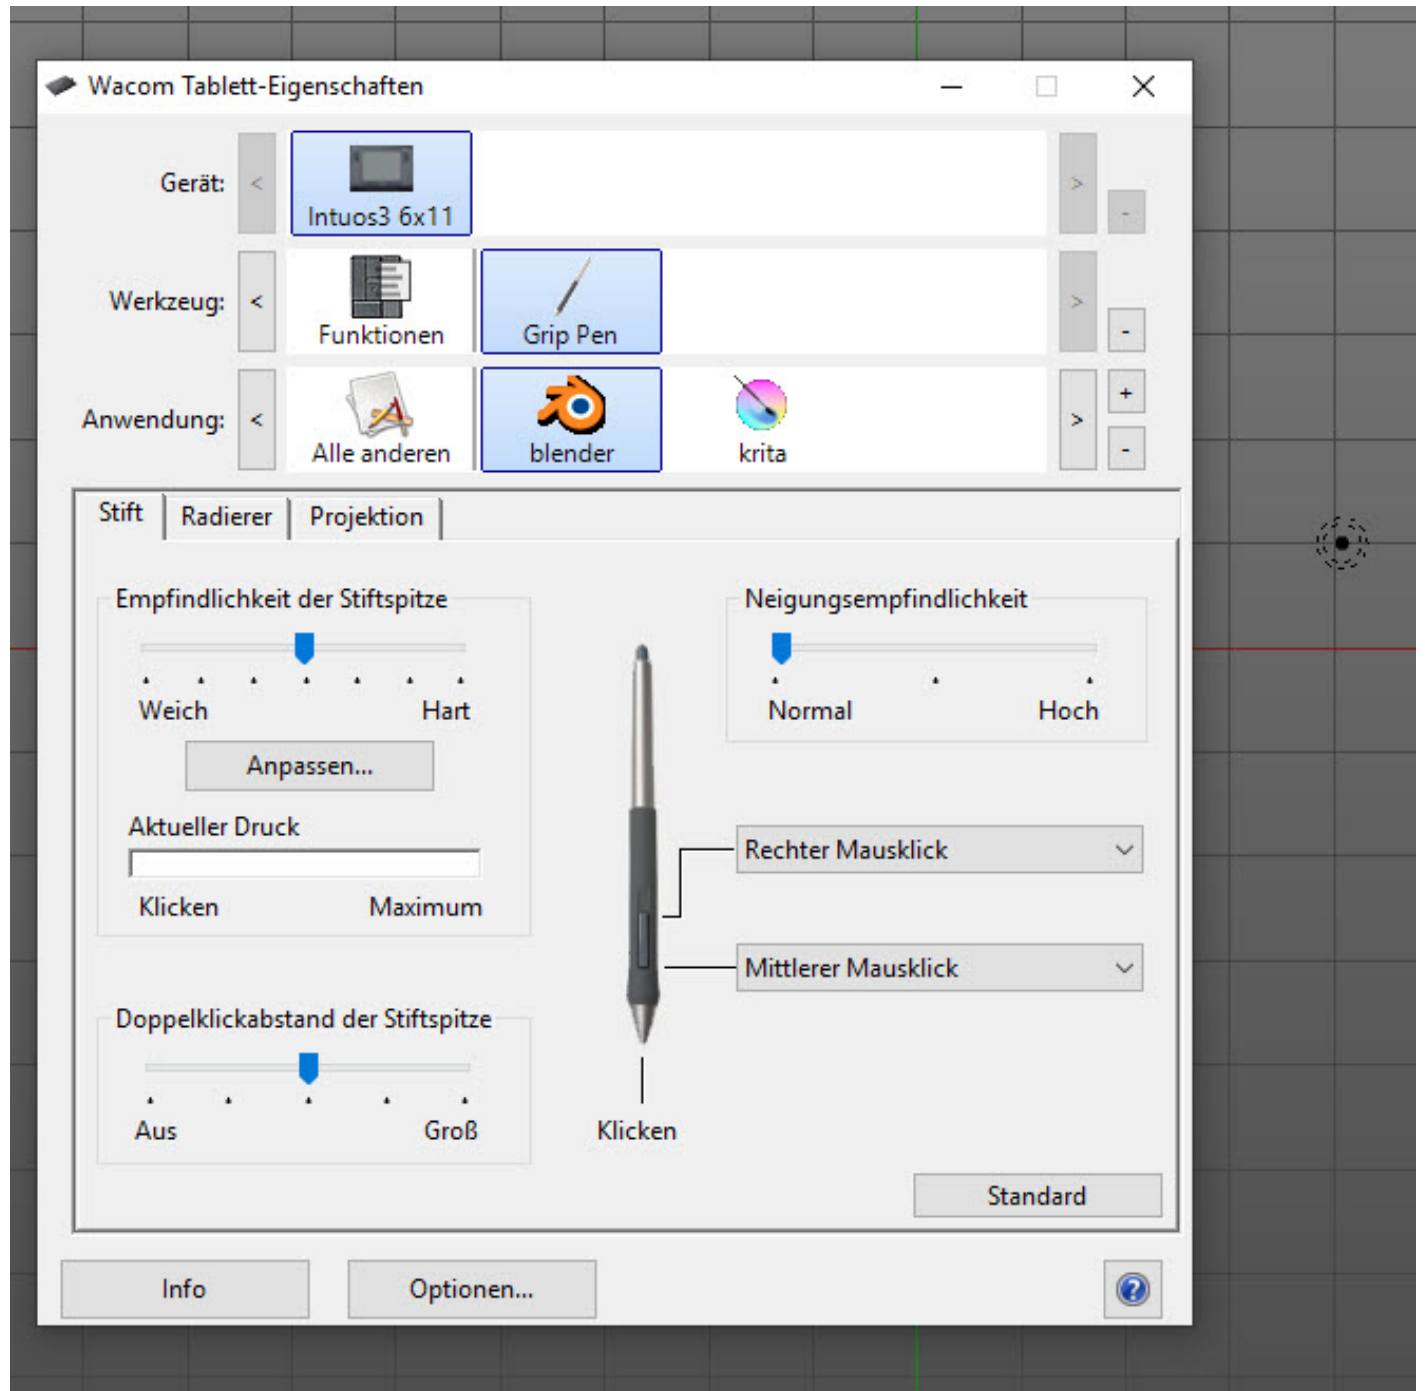 Wacom Tablett-Eigenschaften
Gerät:
<
Intuos3 6x11
>
-
Werkzeug:
<
Funktionen
Grip Pen
>
-
Anwendung:
<
Alle anderen
blender
krita
>
+
-
Stift
Radierer
Projektion
Empfindlichkeit der Stiftspitze
Weich
Hart
Anpassen...
Aktueller Druck
Klicken
Maximum
Neigungsempfindlichkeit
Normal
Hoch
Rechter Mausklick
Mittlerer Mausklick
Doppelklickabstand der Stiftspitze
Aus
Groß
Klicken
Standard
Info
Optionen...
?